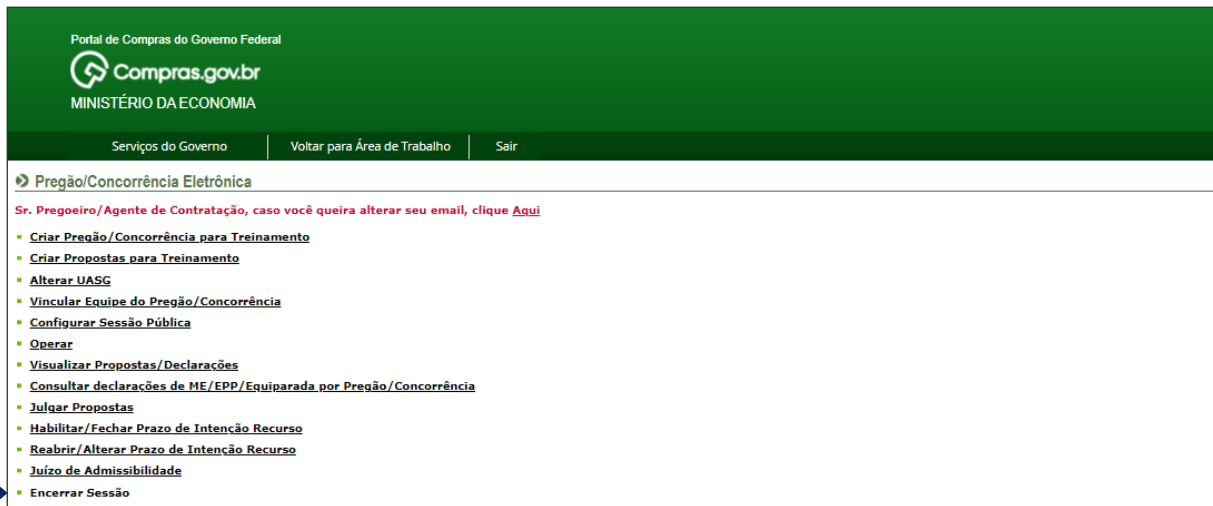 Portal de Compras do Governo Federal
Compras.gov.br
MINISTÉRIO DA ECONOMIA
Serviços do Governo Voltar para Área de Trabalho Sair
Pregão/Concorrência Eletrônica
Sr. Pregoeiro/Agente de Contratação, caso você queira alterar seu email, clique Aqui
Criar Pregão/Concorrência para Treinamento
Criar Propostas para Treinamento
Alterar UASG
Vincular Equipe do Pregão/Concorrência
Configurar Sessão Pública
Operar
Visualizar Propostas/Declarações
Consultar declarações de ME/EPP/Equiparada por Pregão/Concorrência
Julgar Propostas
Habilitar/Fechar Prazo de Intenção Recurso
Reabrir/Alterar Prazo de Intenção Recurso
Juízo de Admissibilidade
Encerrar Sessão